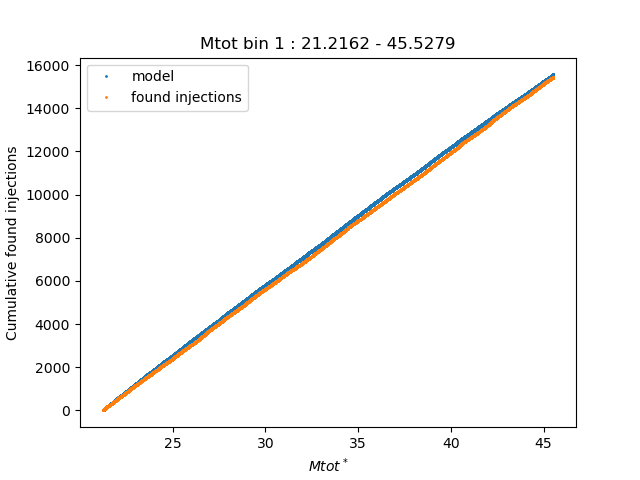 Mtot bin 1 : 21.2162 - 45.5279
model
found injections
16000
14000
12000
10000
8000
6000
4000
2000
0
Cumulative found injections
25
30
35
40
45
Mtot*